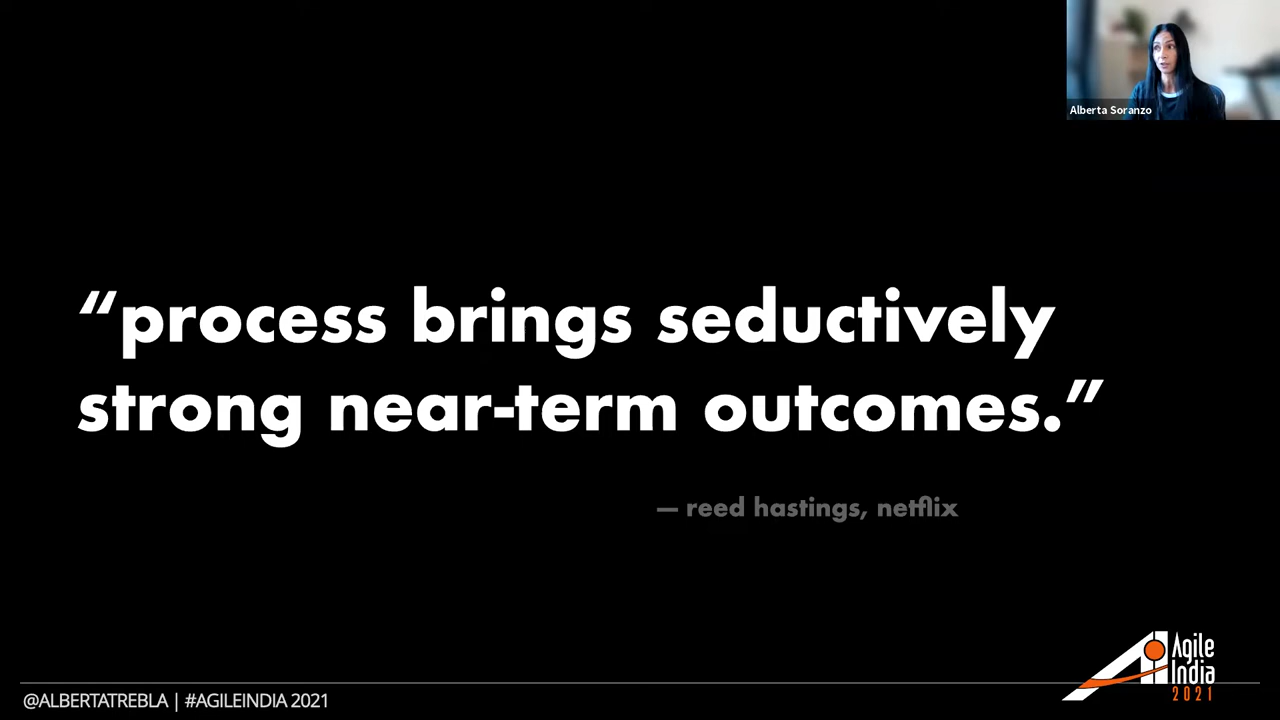 Alberta Soranzo
“process brings seductively
strong near-term outcomes.”
— reed hastings, netflix
@ALBERTATREBLA | #AGILEINDIA 2021
Agile
India
2021